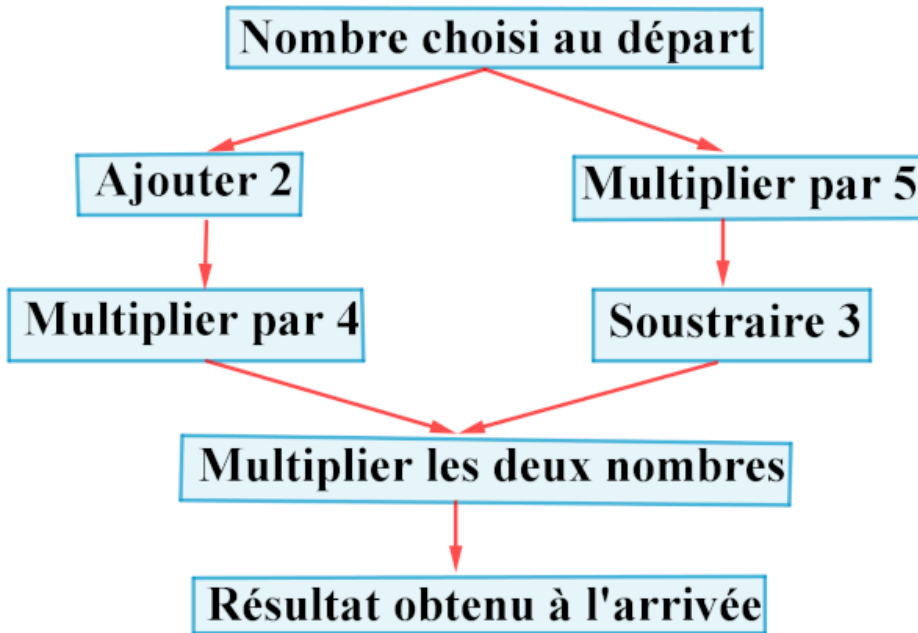 Nombre choisi au départ
Ajouter 2
Multiplier par 5
Multiplier par 4
Soustraire 3
Multiplier les deux nombres
Résultat obtenu à l'arrivée